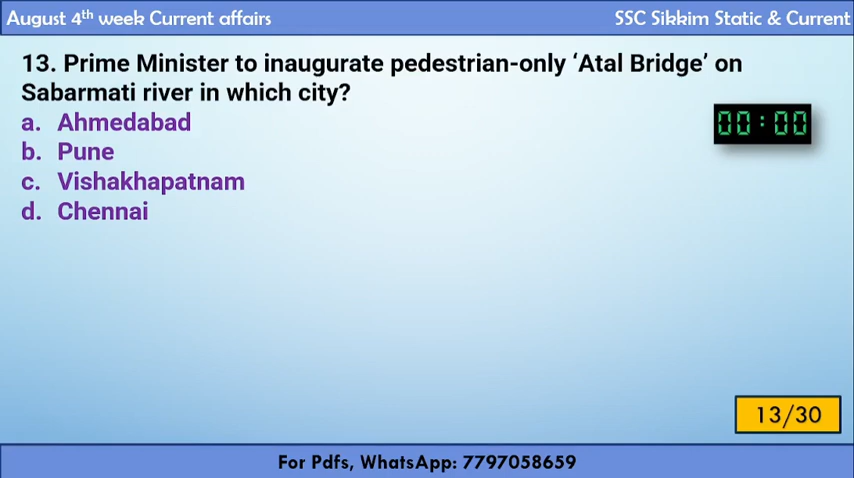 August 4th week Current affairs
SSC Sikkim Static & Current
13. Prime Minister to inaugurate pedestrian-only ‘Atal Bridge’ on
Sabarmati river in which city?
a. Ahmedabad
b. Pune
c. Vishakhapatnam
d. Chennai
00:00
13/30
For Pdfs, WhatsApp: 7797058659